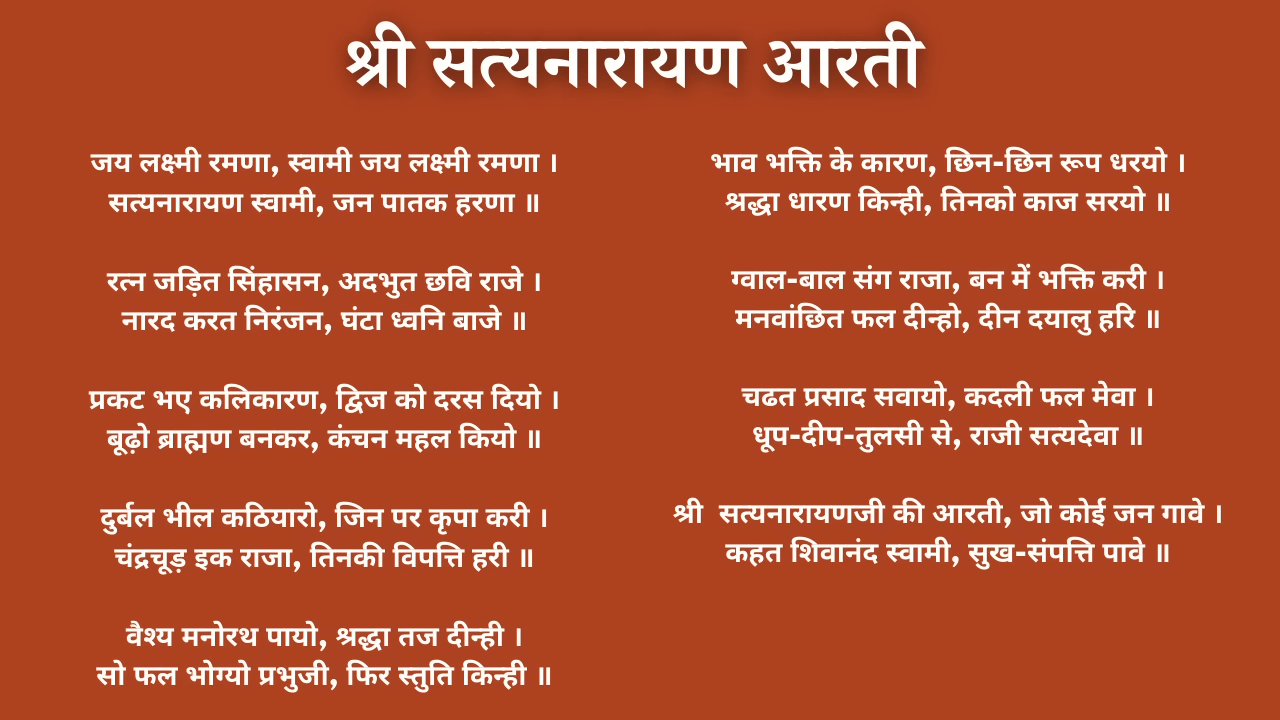 श्री सत्यनारायण आरती
जय लक्ष्मी रमणा, स्वामी जय लक्ष्मी रमणा ।
सत्यनारायण स्वामी, जन पातक हरणा ॥
रत्न जड़ित सिंहासन, अदभुत छवि राजे ।
नारद करत निरंजन, घंटा ध्वनि बाजे ॥
प्रकट भए कलिकारण, द्विज को दरस दियो ।
बूढ़ो ब्राह्मण बनकर, कंचन महल कियो ॥
दुर्बल भील कठियारो, जिन पर कृपा करी ।
चंद्रचूड़ इक राजा, तिनकी विपत्ति हरी ॥
वैश्य मनोरथ पायो, श्रद्धा तज दीन्ही ।
सो फल भोग्यो प्रभुजी, फिर स्तुति किन्ही ॥
भाव भक्ति के कारण, छिन-छिन रूप धरयो ।
श्रद्धा धारण किन्ही, तिनको काज सरयो ॥
ग्वाल-बाल संग राजा, बन में भक्ति करी ।
मनवांछित फल दीन्हो, दीन दयालु हरि ॥
चढत प्रसाद सवायो, कदली फल मेवा ।
धूप-दीप-तुलसी से, राजी सत्यदेवा ॥
श्री सत्यनारायणजी की आरती, जो कोई जन गावे ।
कहत शिवानंद स्वामी, सुख-संपत्ति पावे ॥